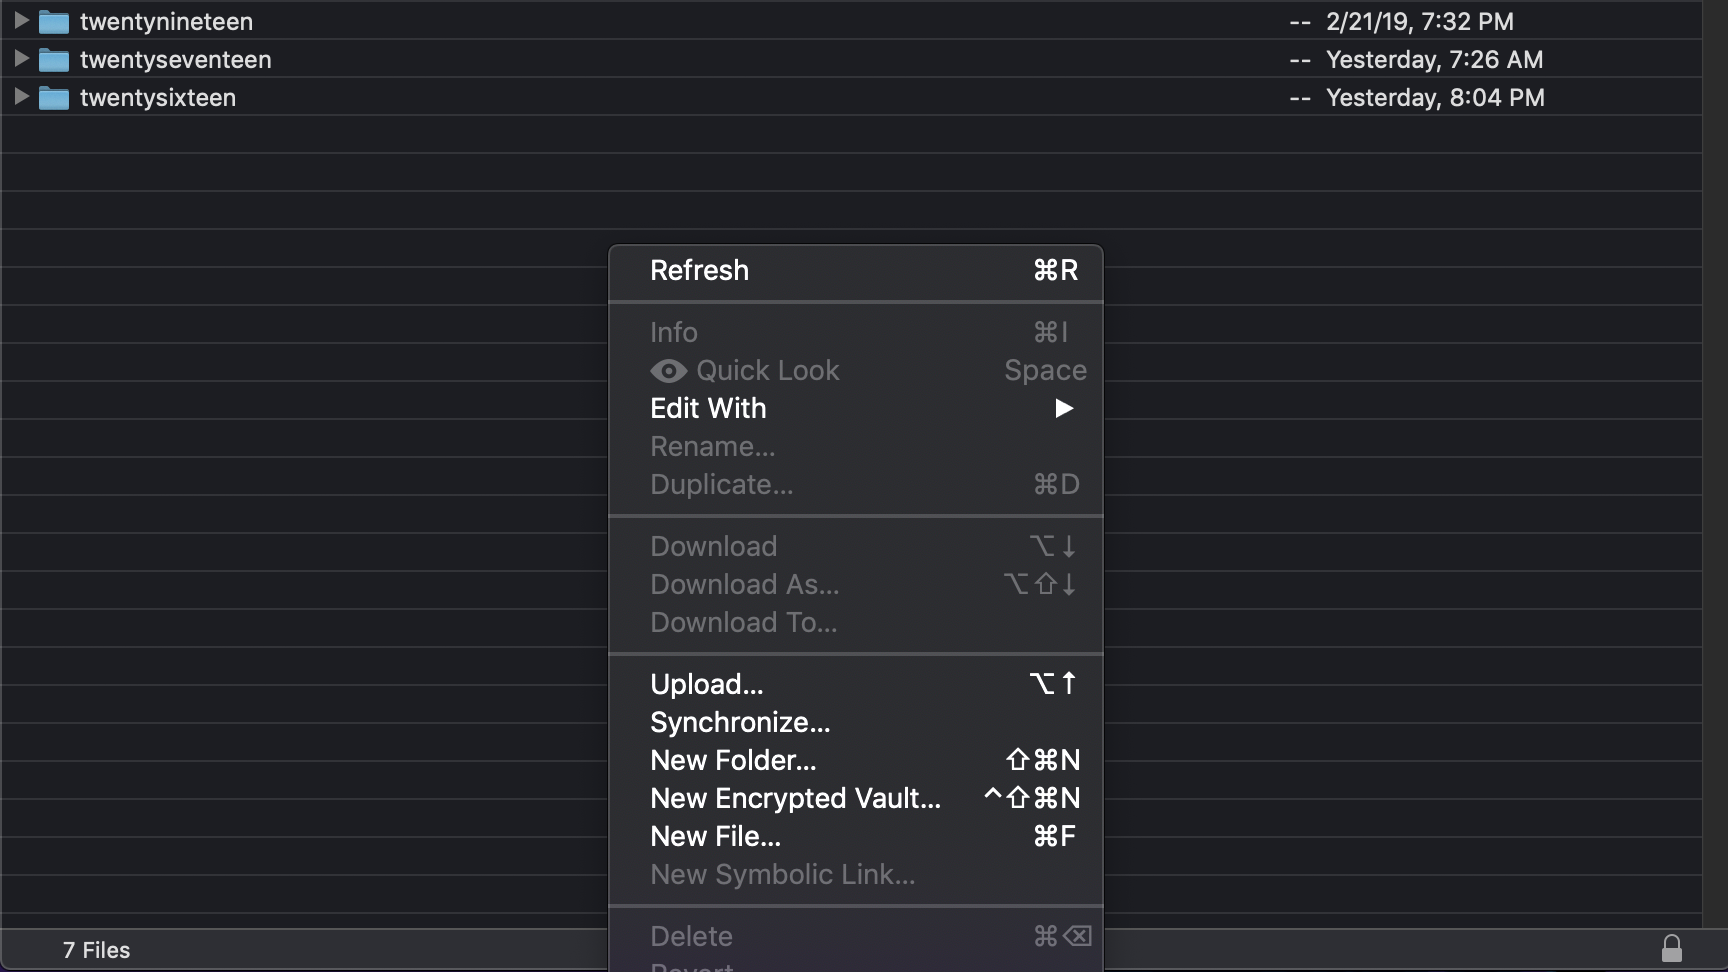 twentynineteen -- 2/21/19, 7:32 PM
twentyseventeen -- Yesterday, 7:26 AM
twentysixteen -- Yesterday, 8:04 PM
Refresh ⌘R
Info ⌘I
Quick Look Space
Edit With ▶
Rename...
Duplicate... ⌘D
Download ⌥↓
Download As... ⌥⇧↓
Download To...
Upload... ⌥↑
Synchronize...
New Folder... ⇧⌘N
New Encrypted Vault... ^⇧⌘N
New File... ⌘F
New Symbolic Link...
Delete ⌘⌫
Revert
7 Files